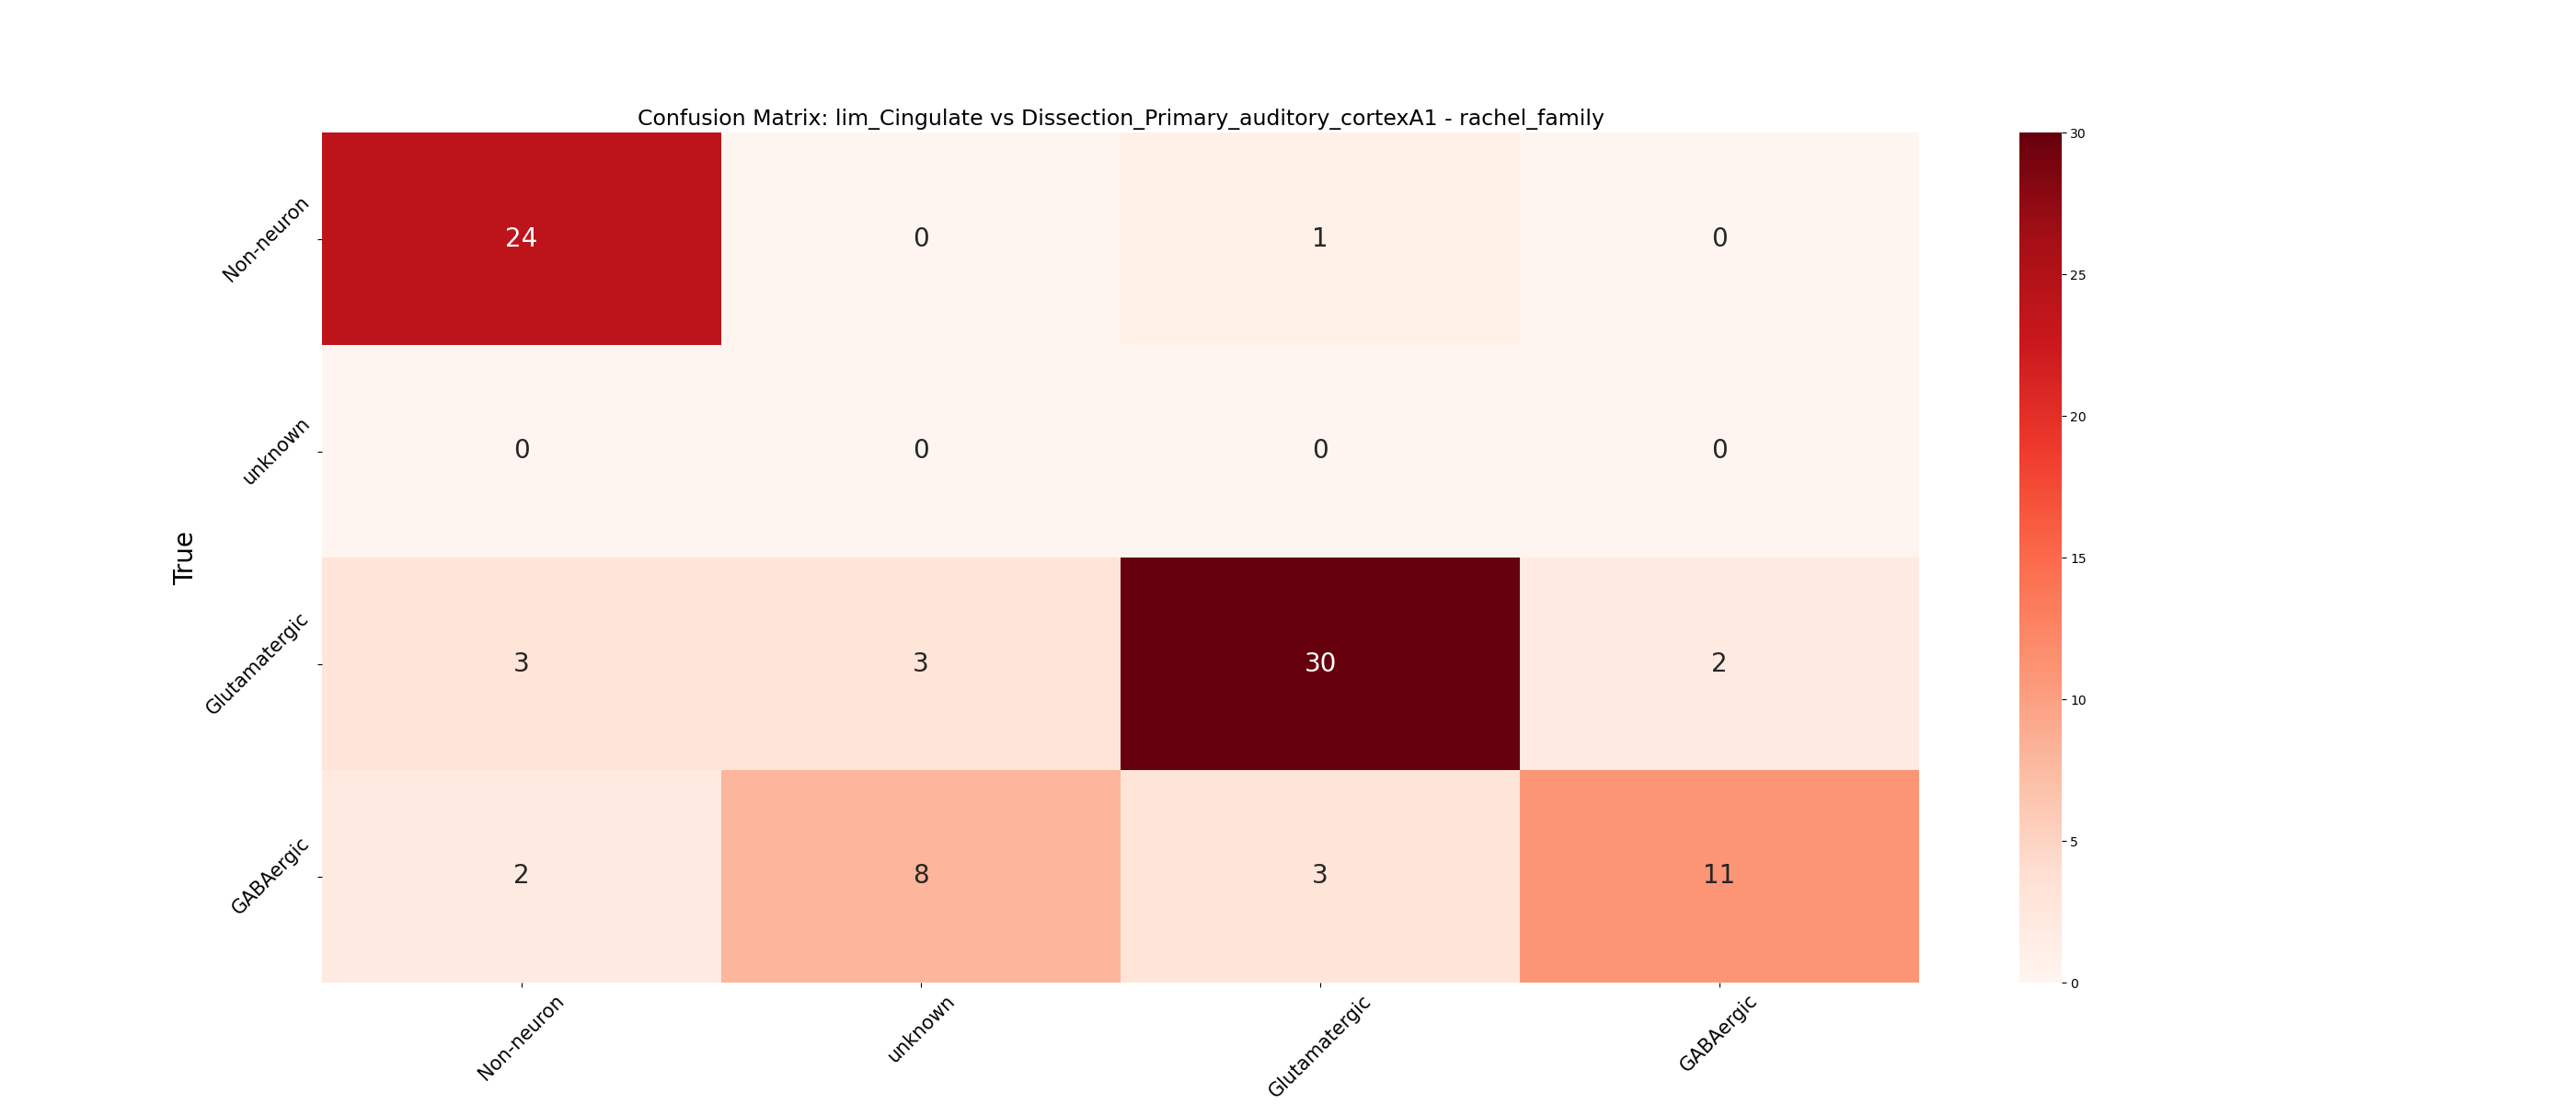 Confusion Matrix: lim_Cingulate vs Dissection_Primary_auditory_cortexA1 - rachel_family
True
Non-neuron 24 0 1 0
unknown 0 0 0 0
Glutamatergic 3 3 30 2
GABAergic 2 8 3 11
Non-neuron unknown Glutamatergic GABAergic
30
25
20
15
10
5
0